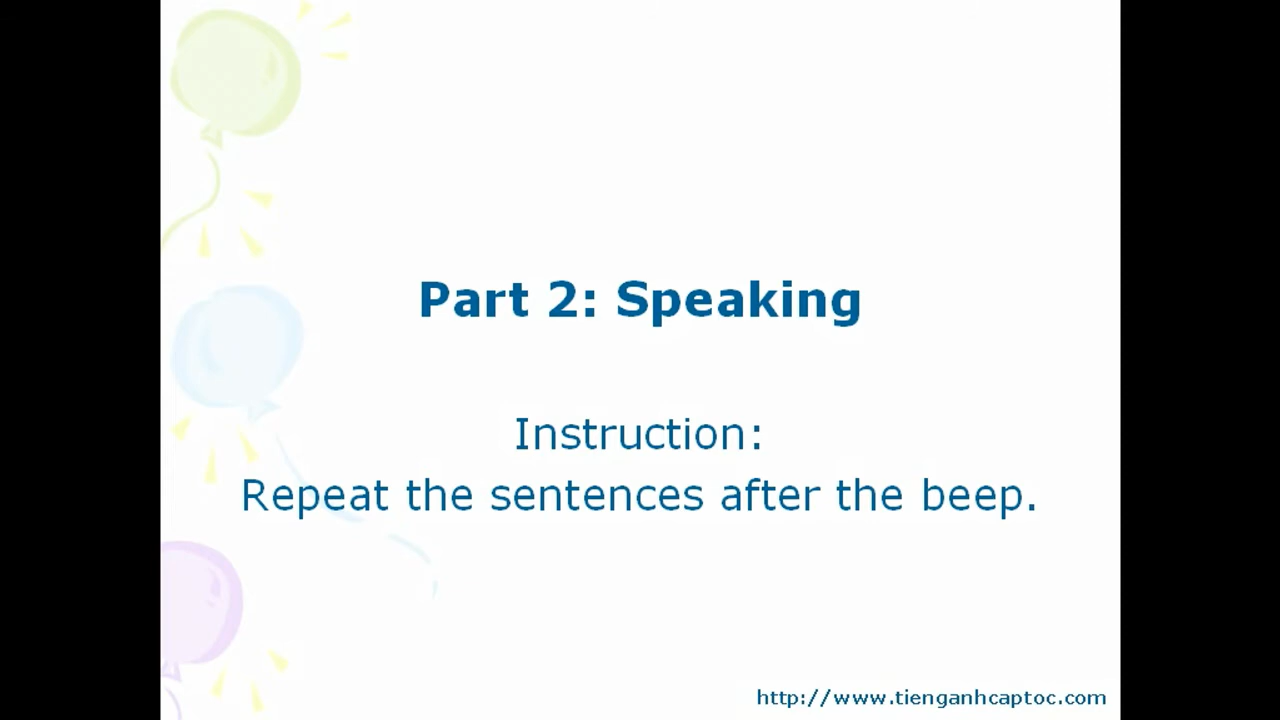 Part 2: Speaking
Instruction:
Repeat the sentences after the beep.
http://www.tienganhcaptoc.com